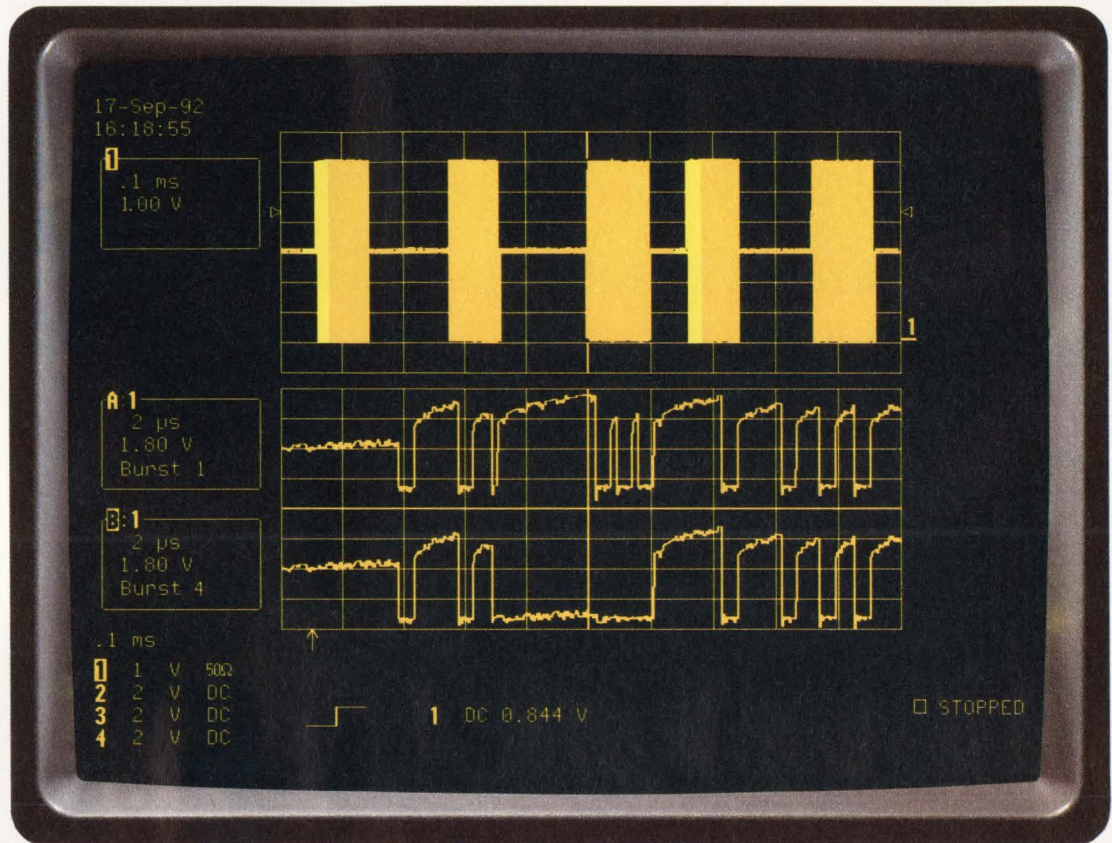 17-Sep-92
16:18:55
1
.1 ms
1.00 V
1
A:1
2 µs
1.80 V
Burst 1
B:1
2 µs
1.80 V
Burst 4
.1 ms
1 1 V 50Ω
2 2 V DC
3 2 V DC
4 2 V DC
1 DC 0.844 V
STOPPED